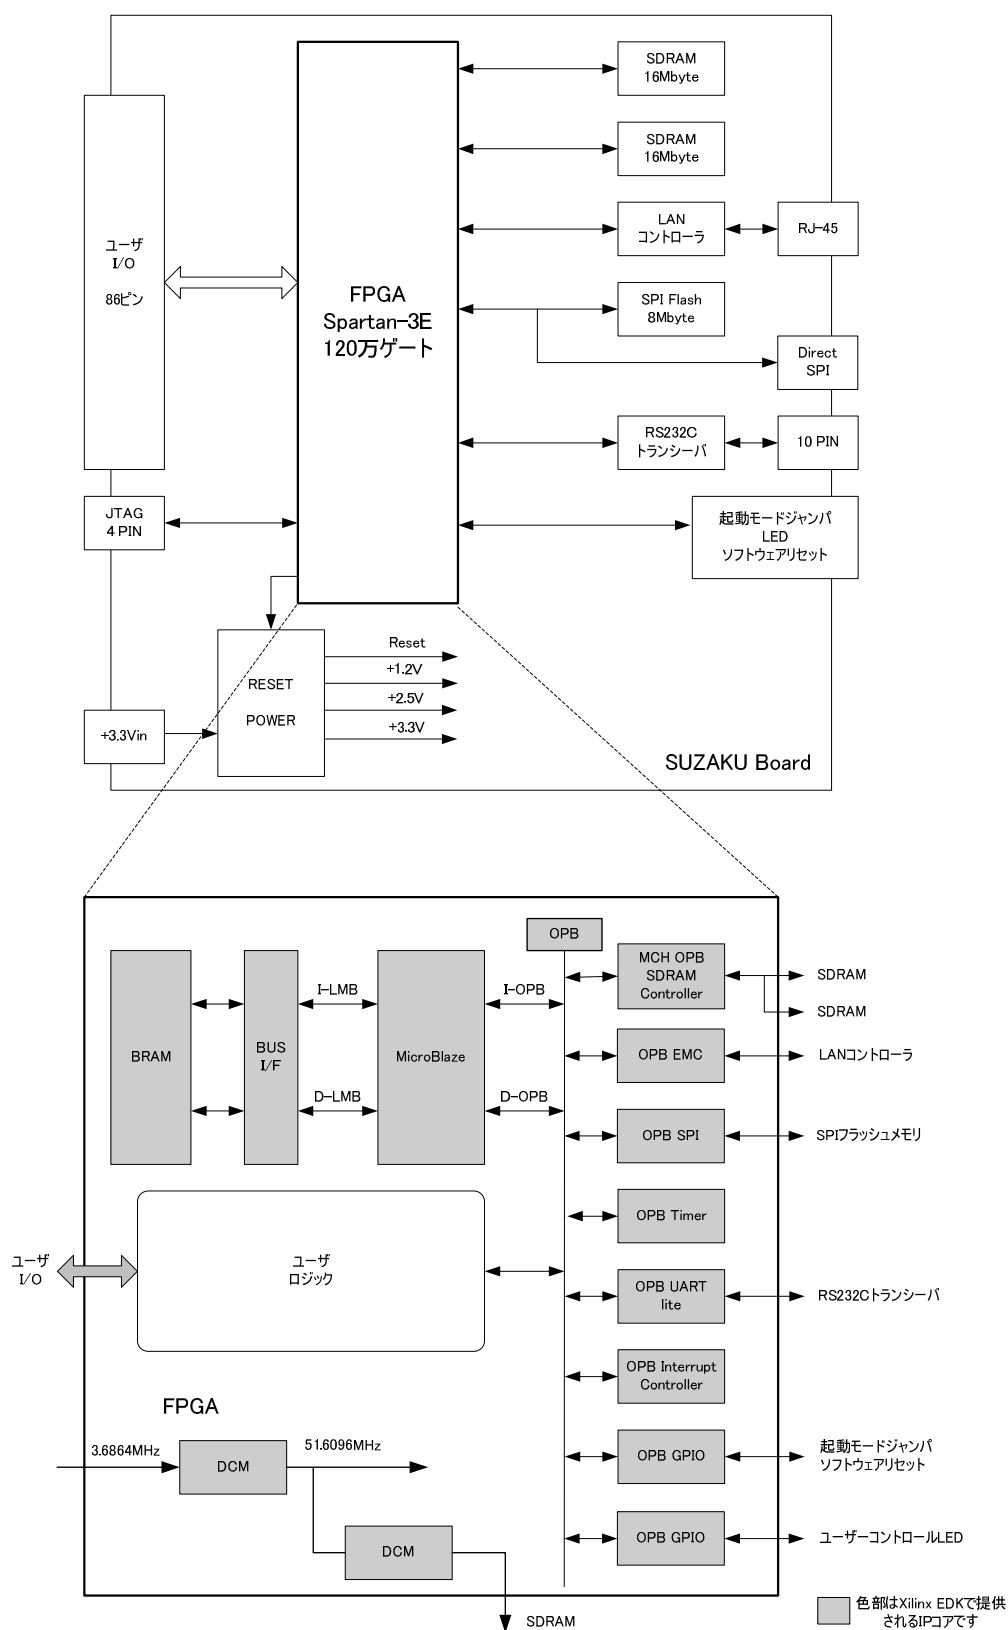 SDRAM
16Mbyte
SDRAM
16Mbyte
LAN
コントローラ
RJ-45
ユーザ
I/O
86ピン
FPGA
Spartan-3E
120万ゲート
SPI Flash
8Mbyte
Direct
SPI
RS232C
トランシーバ
10 PIN
JTAG
4 PIN
起動モードジャンパ
LED
ソフトウェアリセット
RESET
POWER
Reset
+1.2V
+2.5V
+3.3V
+3.3Vin
SUZAKU Board
OPB
MCH OPB
SDRAM
Controller
SDRAM
SDRAM
I-LMB
I-OPB
BRAM
BUS
I/F
MicroBlaze
OPB EMC
LANコントローラ
D-LMB
D-OPB
OPB SPI
SPIフラッシュメモリ
OPB Timer
ユーザ
I/O
ユーザ
ロジック
OPB UART
lite
RS232Cトランシーバ
OPB Interrupt
Controller
FPGA
3.6864MHz
DCM
51.6096MHz
OPB GPIO
起動モードジャンパ
ソフトウェアリセット
DCM
OPB GPIO
ユーザーコントロールLED
SDRAM
色部はXilinx EDKで提供
されるIPコアです